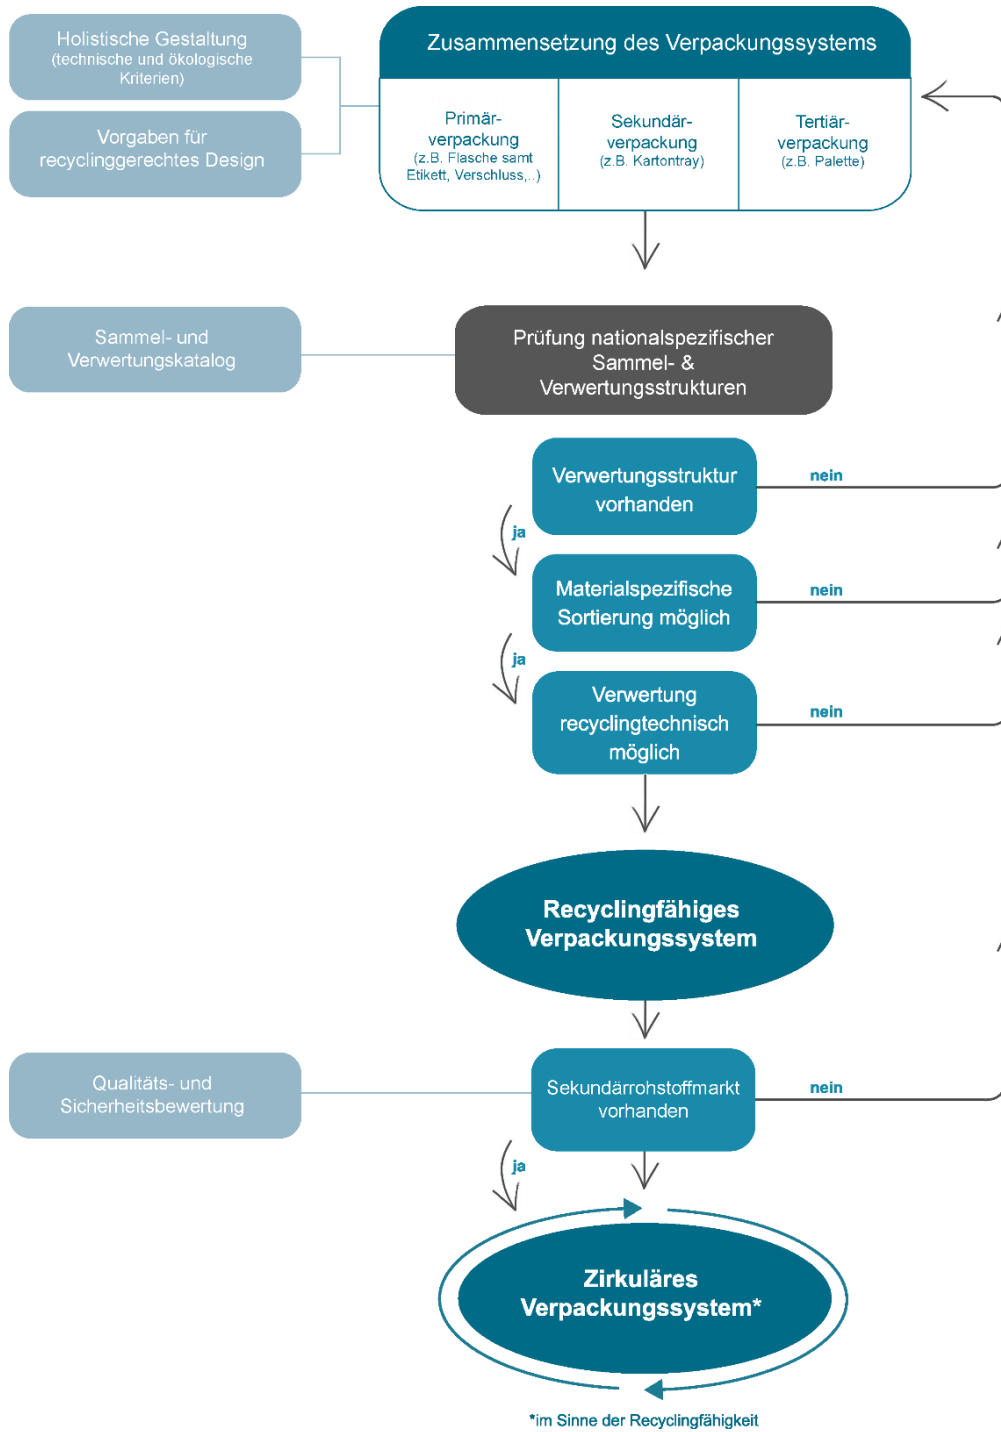 Holistische Gestaltung
(technische und ökologische
Kriterien)
Vorgaben für
recyclinggerechtes Design
Zusammensetzung des Verpackungssystems
Primär-
verpackung
(z.B. Flasche samt
Etikett, Verschluss,..)
Sekundär-
verpackung
(z.B. Kartontray)
Tertiär-
verpackung
(z.B. Palette)
Sammel- und
Verwertungskatalog
Prüfung nationalspezifischer
Sammel- &
Verwertungsstrukturen
Verwertungsstruktur
vorhanden
nein
ja
Materialspezifische
Sortierung möglich
nein
ja
Verwertung
recyclingtechnisch
möglich
nein
Recyclingfähiges
Verpackungssystem
Qualitäts- und
Sicherheitsbewertung
Sekundärrohstoffmarkt
vorhanden
nein
ja
Zirkuläres
Verpackungssystem*
*im Sinne der Recyclingfähigkeit